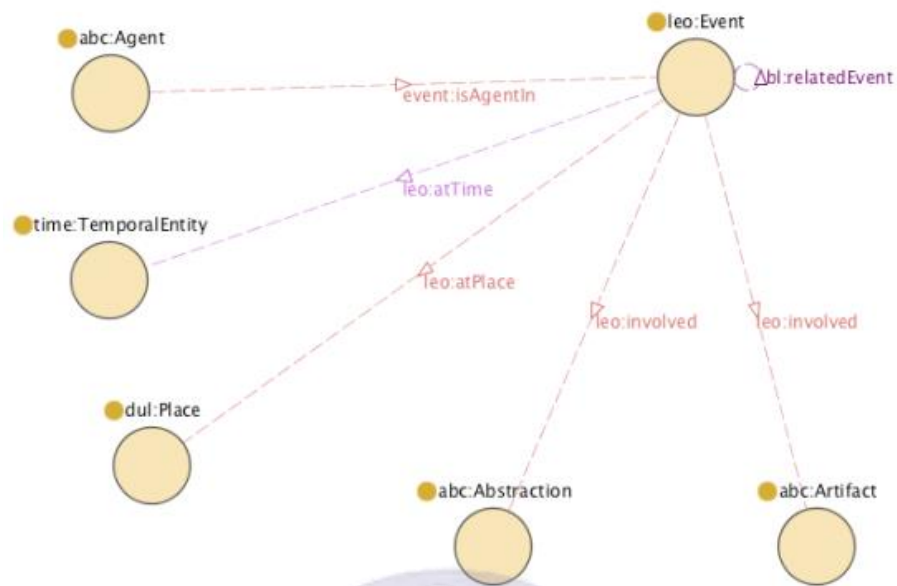 leo:Event
abc:Agent
bl:relatedEvent
event:isAgentIn
leo:atTime
time:TemporalEntity
leo:atPlace
leo:involved
leo:involved
dul:Place
abc:Abstraction
abc:Artifact